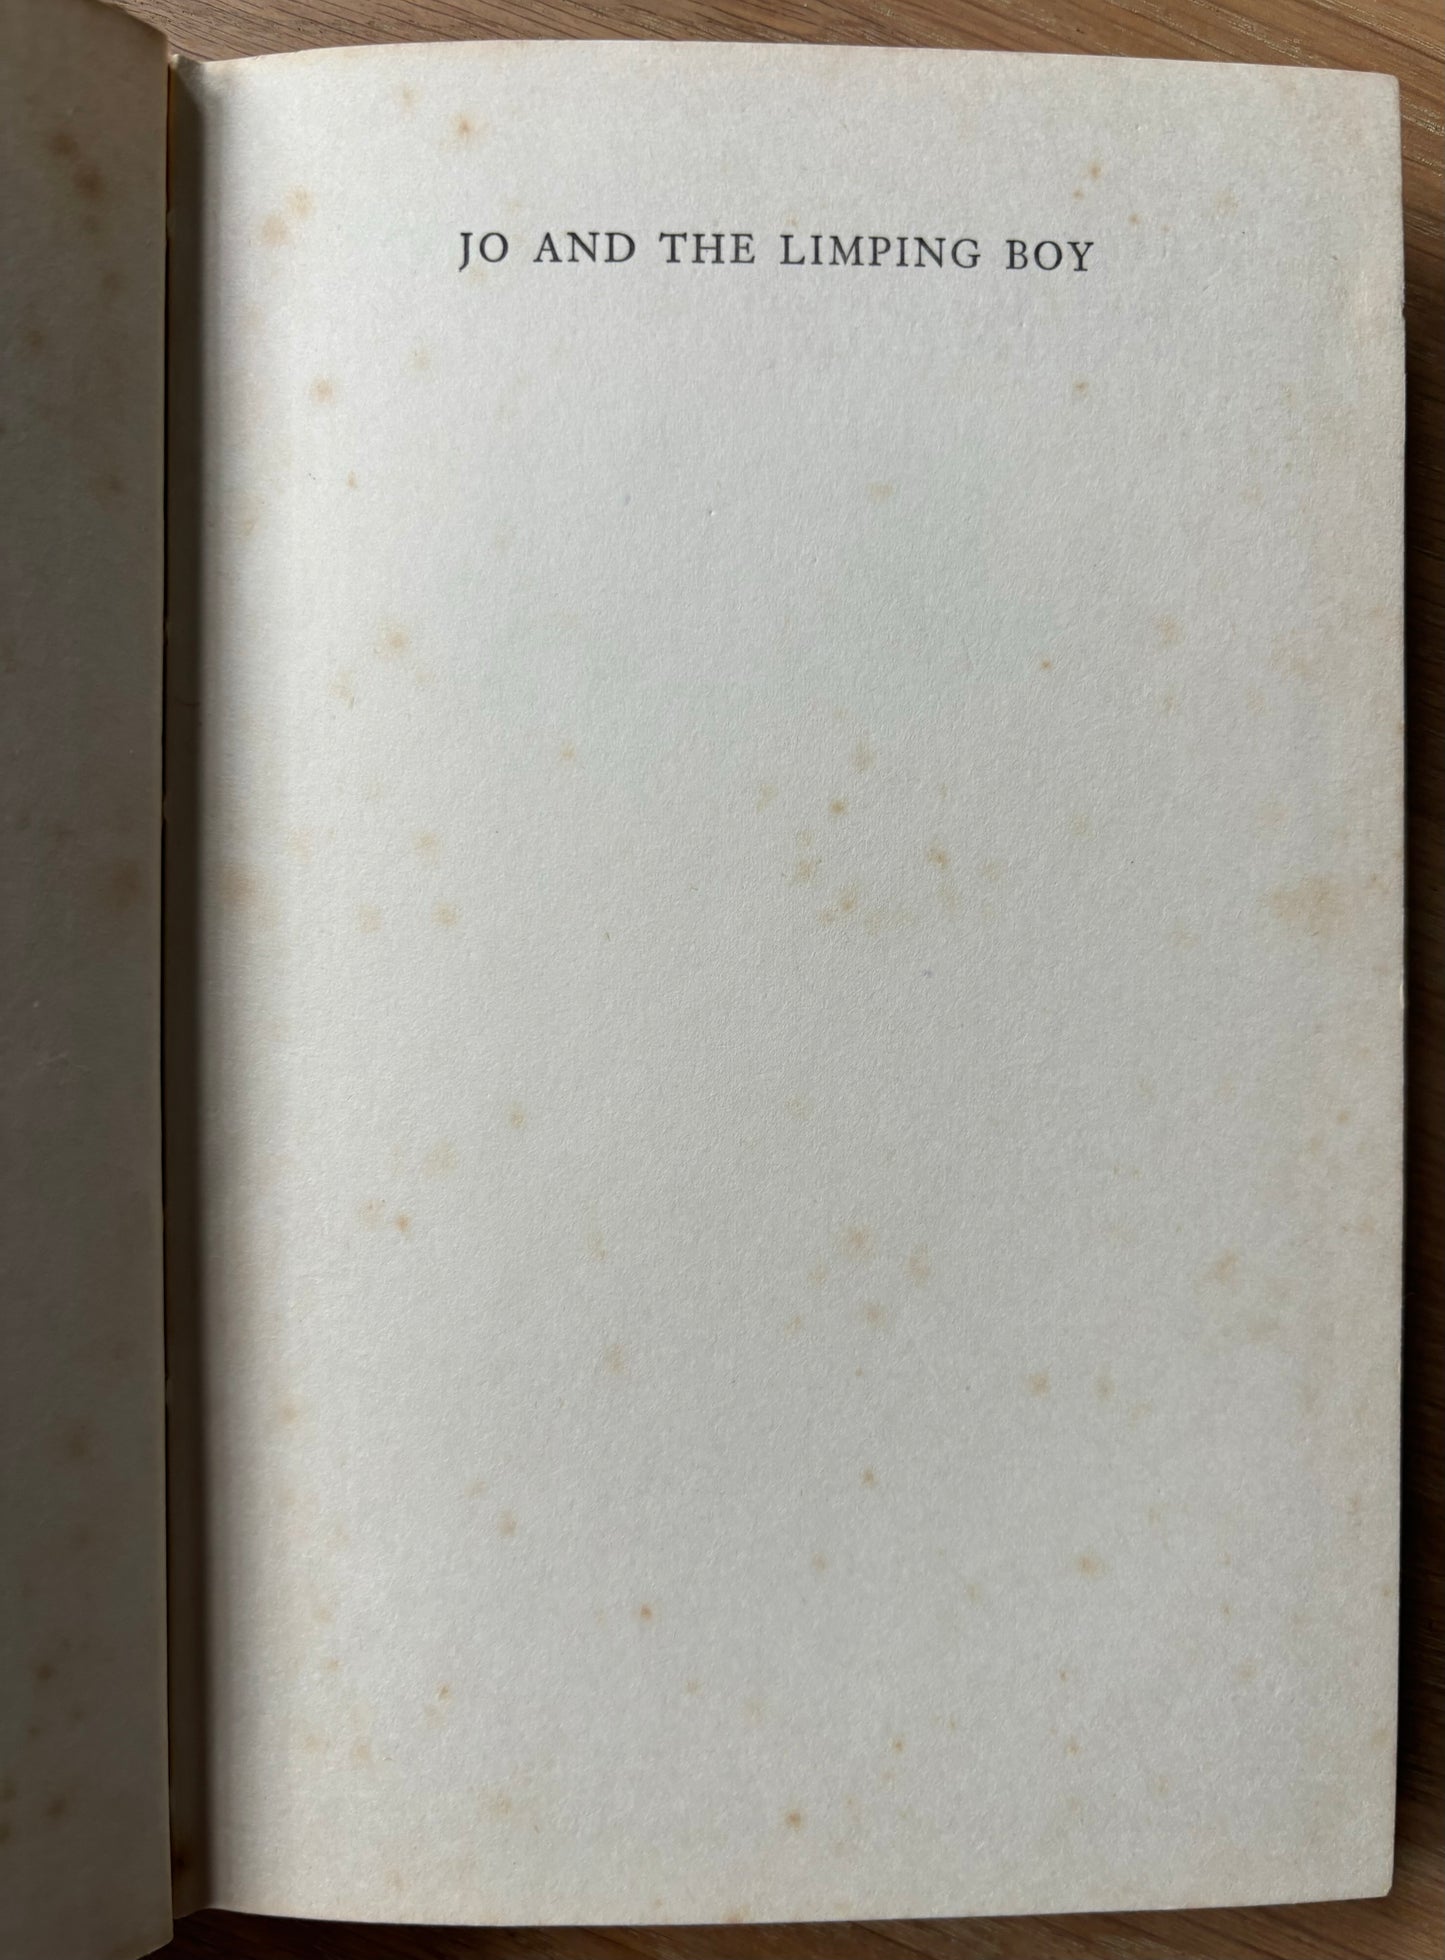 JO AND THE LIMPING BOY